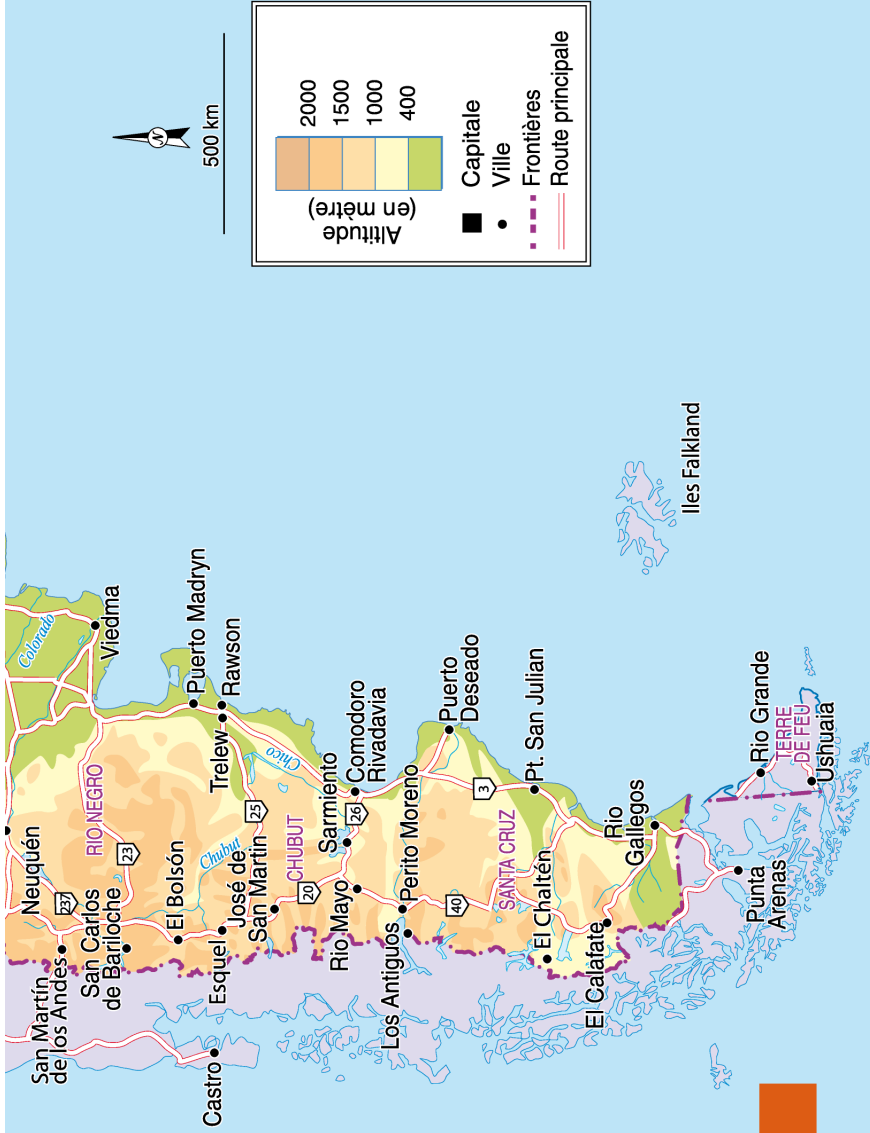 N
500 km
Altitude
(en mètre)
2000
1500
1000
400
Capitale
Ville
Frontières
Route principale
Neuquén
237
San Martin
de los Andes
San Carlos
de Bariloche
RIO NEGRO
23
Colorado
Viedma
El Bolsón
Chubut
Puerto Madryn
Rawson
Trelew
Esquel
José de
San Martin
25
CHUBUT
Chico
Castro
20
Sarmiento
26
Comodoro
Rivadavia
Rio Mayo
Los Antiguos
Perito Moreno
Puerto
Deseado
40
3
SANTA CRUZ
Pt. San Julian
El Chaltén
El Calafate
Rio
Gallegos
Iles Falkland
Punta
Arenas
Rio Grande
TERRE
DE FEU
Ushuaia